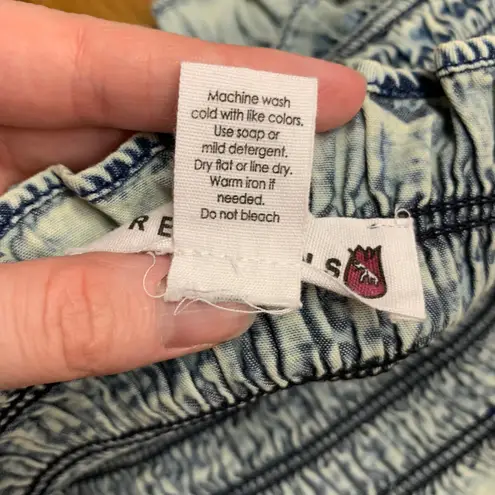 Machine wash
cold with like colors.
Use soap or
mild detergent.
Dry flat or line dry.
Warm iron if
needed.
Do not bleach